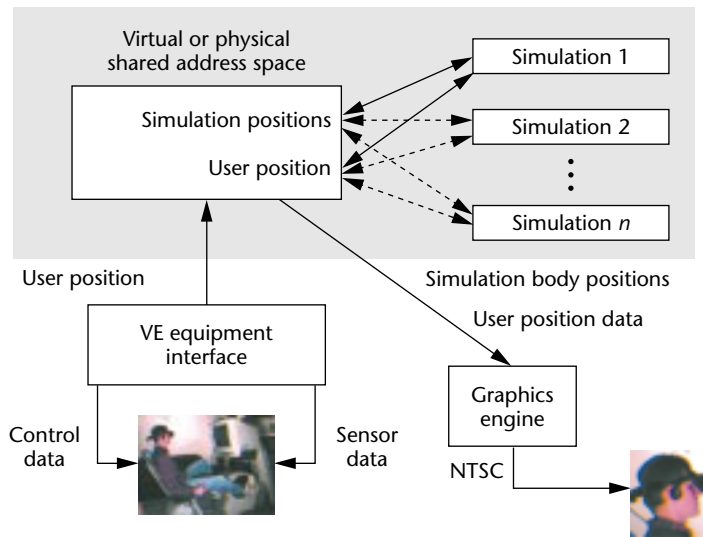 Virtual or physical
shared address space
Simulation positions
User position
Simulation 1
Simulation 2
Simulation n
User position
Simulation body positions
User position data
VE equipment
interface
Graphics
engine
Control
data
Sensor
data
NTSC